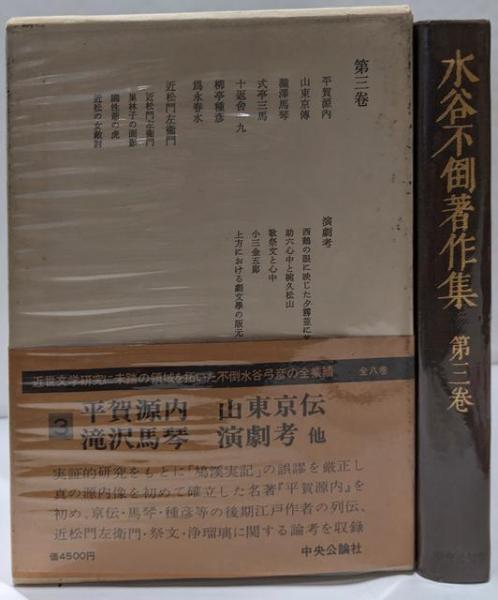 第三卷
平賀源内
山東京傳
瀧澤馬琴
式亭三馬
十返舍一九
柳亭種彦
爲永春水
近松門左衛門
近松門左衛門
巣林子の面影
國性爺の虎
近松の女敵討
演劇考
西鶴の眼に映じた夕霧並に
助六心中と椀久松山
歌祭文と心中
小三金五郎
上方における劇文學の版元
近世文学研究に未踏の領域を拓いた不倒水谷弓彦の全業績 全八巻
3 平賀源内 山東京伝
滝沢馬琴 演劇考 他
実証的研究をもとに「鳩渓実記」の誤謬を厳正し
真の源内像を初めて確立した名著『平賀源内』を
初め、京伝・馬琴・種彦等の後期江戸作者の列伝、
近松門左衛門・祭文・浄瑠璃に関する論考を収録
価4500円 中央公論社
水谷不倒著作集 第三巻